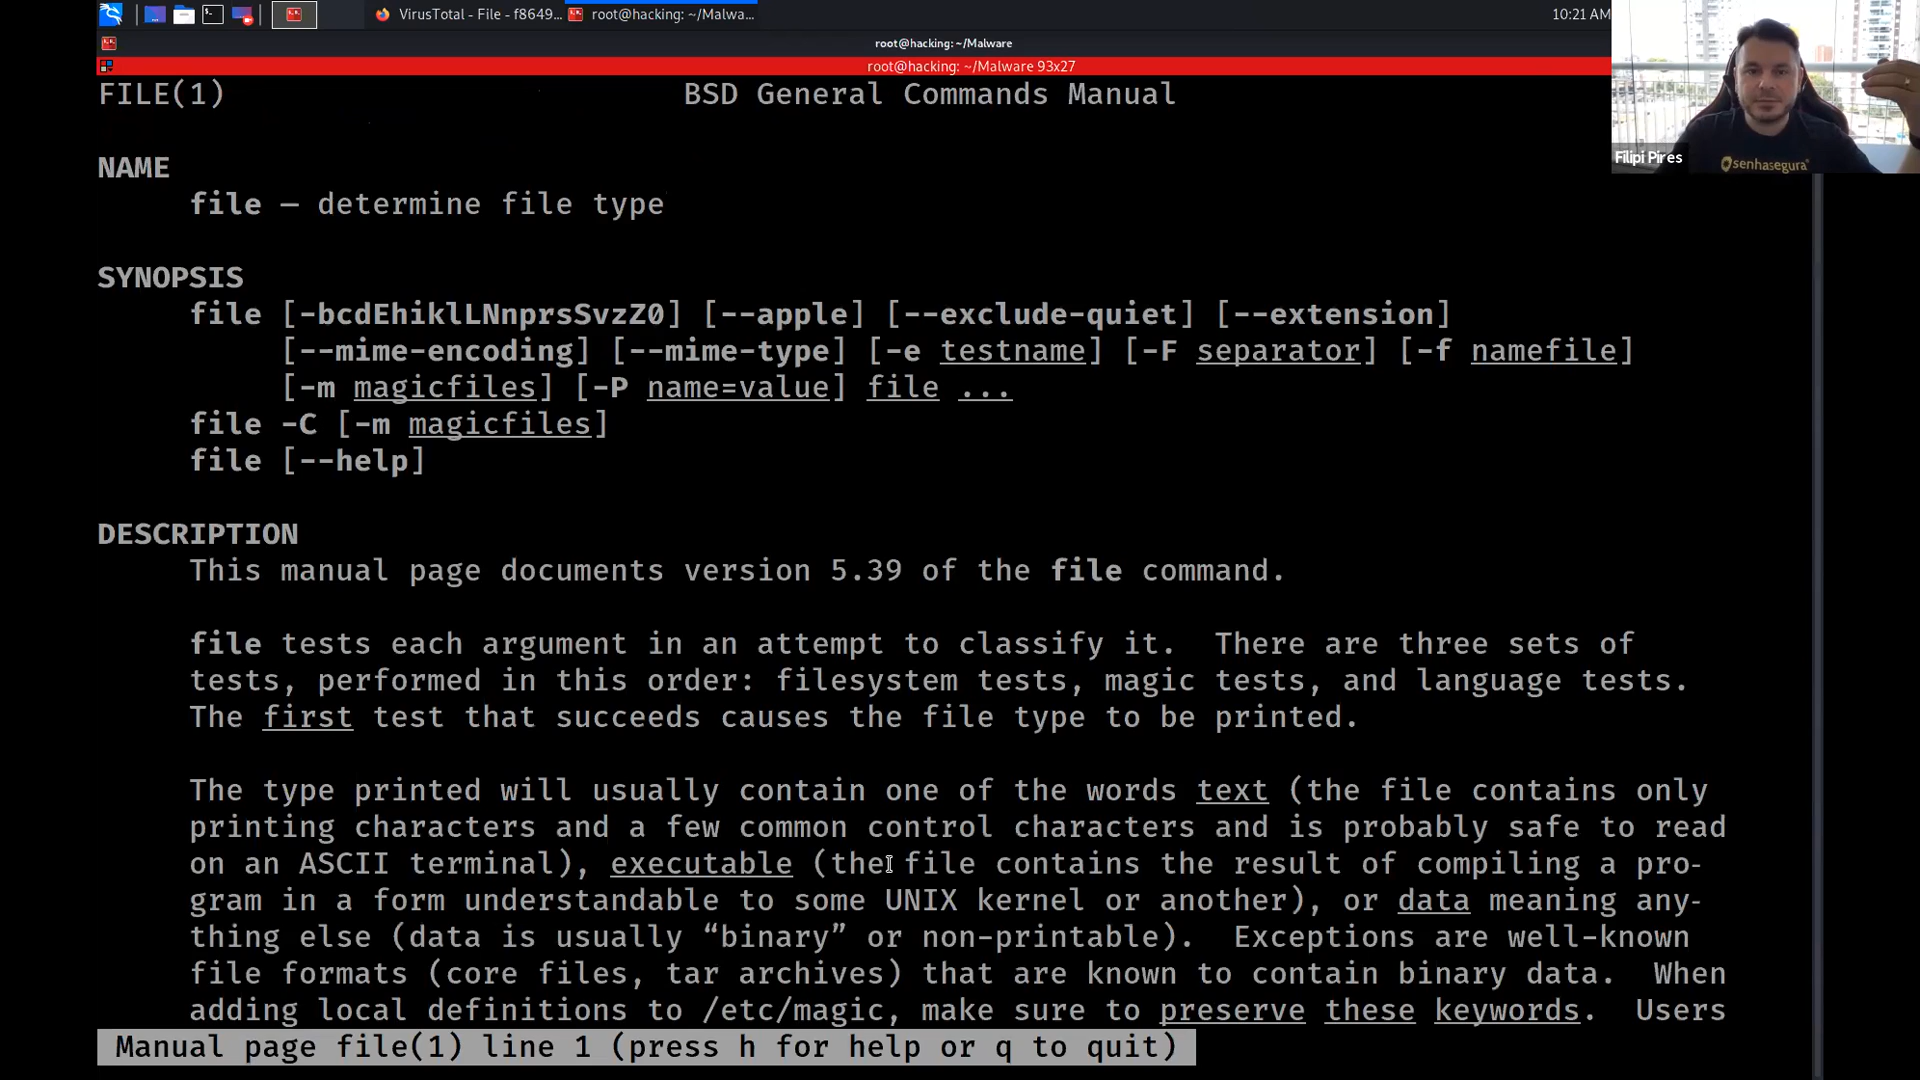 VirusTotal - File - f8649...
root@hacking: ~/Malwa...
10:21 AM
root@hacking: ~/Malware
root@hacking: ~/Malware 93x27
FILE(1) BSD General Commands Manual
Filipi Pires
senhasegura
NAME
file — determine file type
SYNOPSIS
file [-bcdEhiklLNnprsSvzZ0] [--apple] [--exclude-quiet] [--extension]
[--mime-encoding] [--mime-type] [-e testname] [-F separator] [-f namefile]
[-m magicfiles] [-P name=value] file ...
file -C [-m magicfiles]
file [--help]
DESCRIPTION
This manual page documents version 5.39 of the file command.
file tests each argument in an attempt to classify it. There are three sets of
tests, performed in this order: filesystem tests, magic tests, and language tests.
The first test that succeeds causes the file type to be printed.
The type printed will usually contain one of the words text (the file contains only
printing characters and a few common control characters and is probably safe to read
on an ASCII terminal), executable (the file contains the result of compiling a pro-
gram in a form understandable to some UNIX kernel or another), or data meaning any-
thing else (data is usually “binary” or non-printable). Exceptions are well-known
file formats (core files, tar archives) that are known to contain binary data. When
adding local definitions to /etc/magic, make sure to preserve these keywords. Users
Manual page file(1) line 1 (press h for help or q to quit)